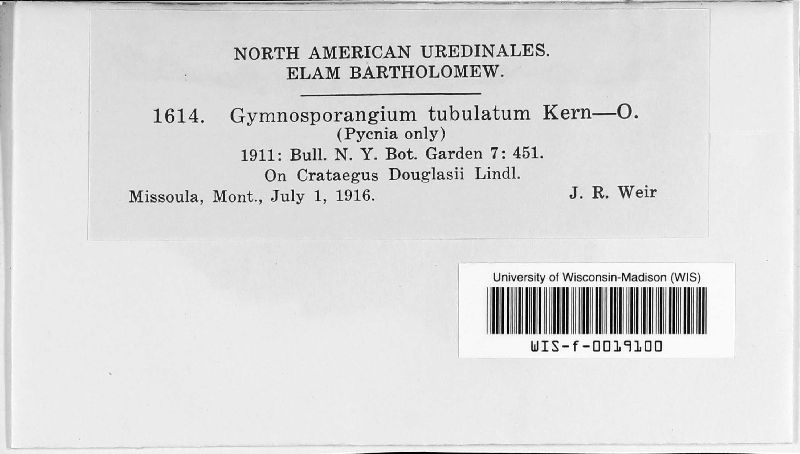 NORTH AMERICAN UREDINALES.
ELAM BARTHOLOMEW.
1614. Gymnosporangium tubulatum Kern—O.
(Pycnia only)
1911: Bull. N. Y. Bot. Garden 7: 451.
On Crataegus Douglasii Lindl.
Missoula, Mont., July 1, 1916. J. R. Weir
University of Wisconsin-Madison (WIS)
WIS-f-0019100